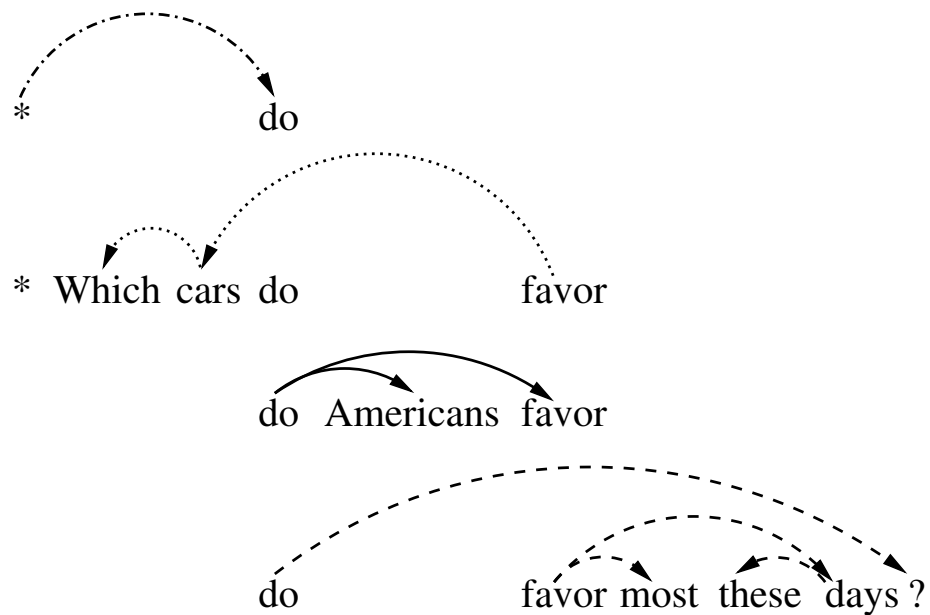 * do
* Which cars do favor
do Americans favor
do favor most these days ?